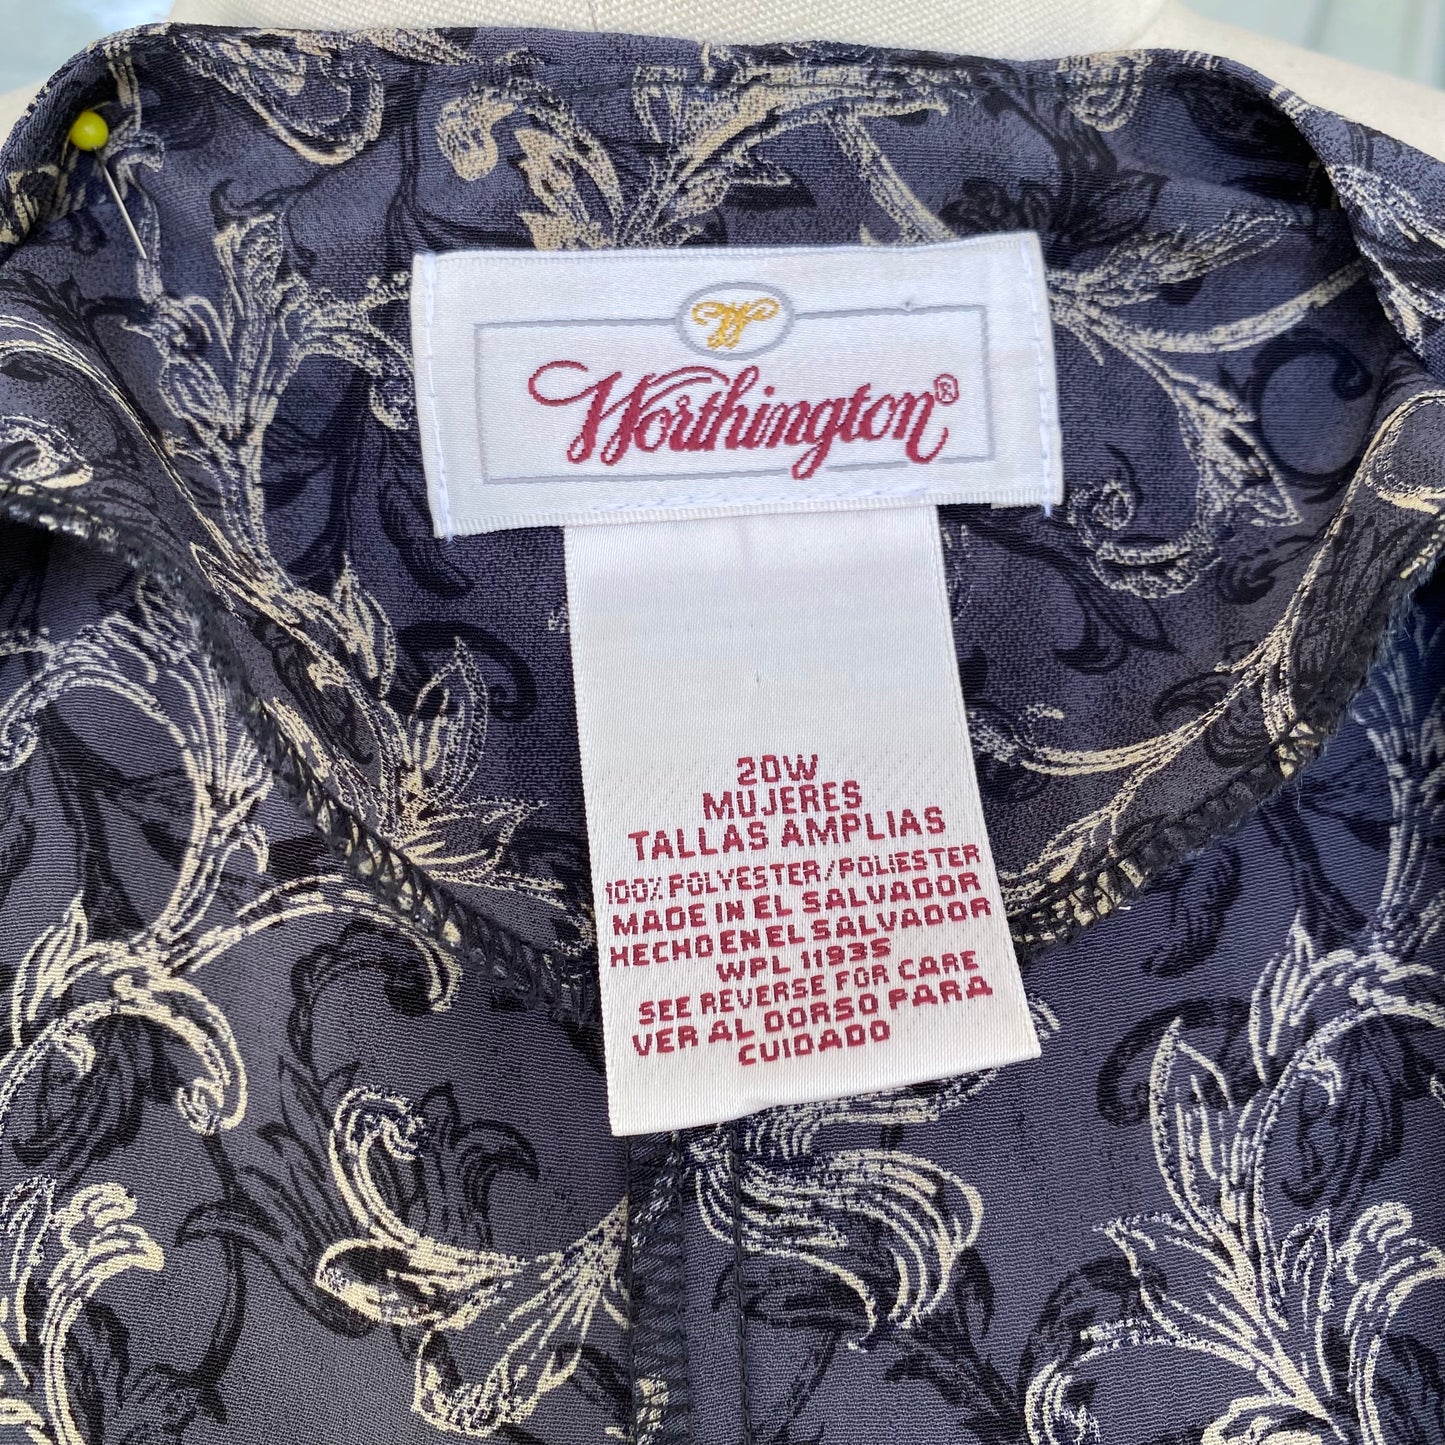 W
Worthington®
20W
MUJERES
TALLAS AMPLIAS
100% POLYESTER/POLIESTER
MADE IN EL SALVADOR
HECHO EN EL SALVADOR
WPL 11935
SEE REVERSE FOR CARE
VER AL DORSO PARA
CUIDADO